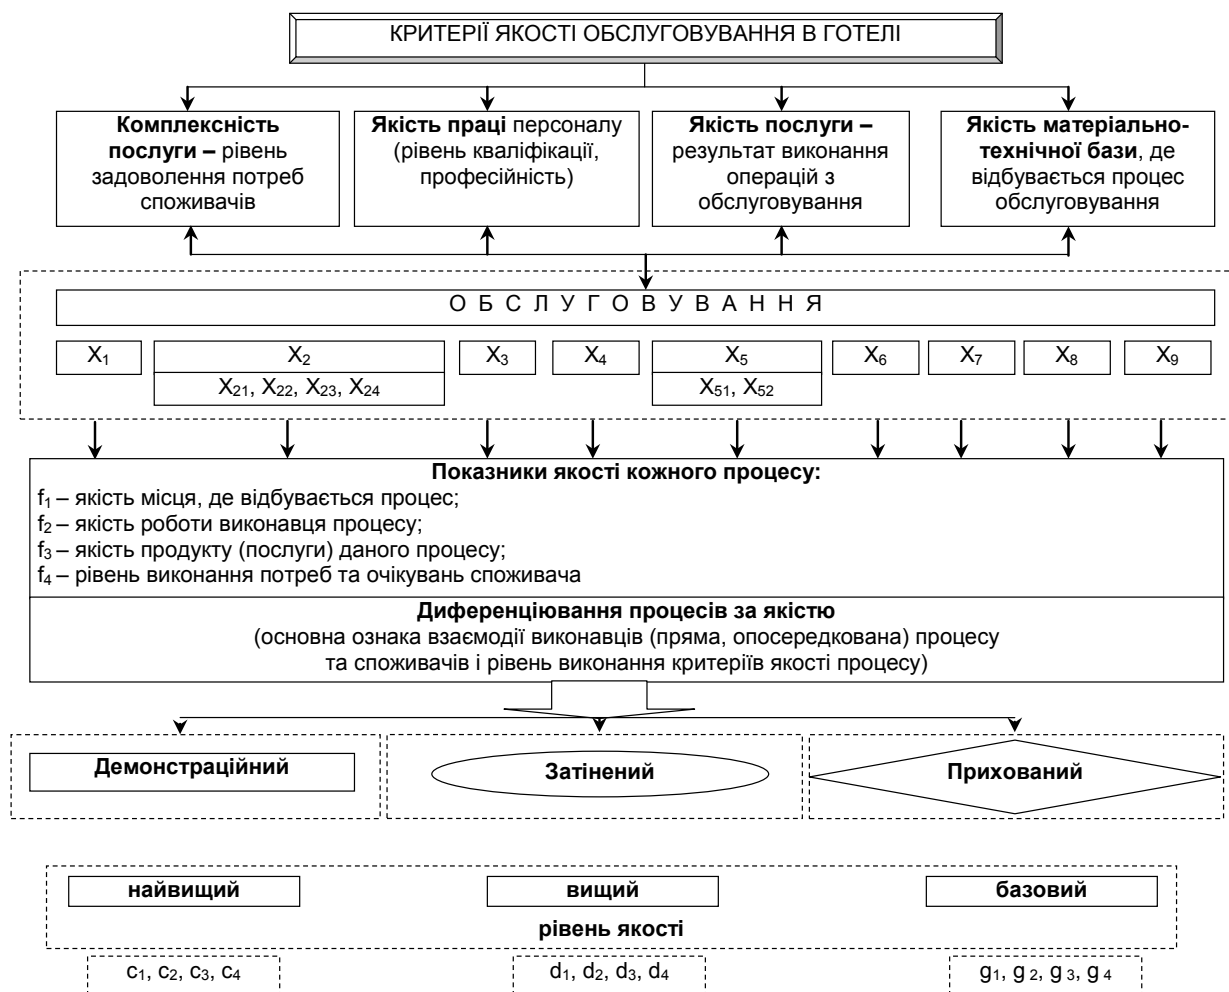 КРИТЕРІЇ ЯКОСТІ ОБСЛУГОВУВАННЯ В ГОТЕЛІ
Комплексність
послуги – рівень
задоволення потреб
споживачів
Якість праці персоналу
(рівень кваліфікації,
професійність)
Якість послуги –
результат виконання
операцій з
обслуговування
Якість матеріально-
технічної бази, де
відбувається процес
обслуговування
О Б С Л У Г О В У В А Н Н Я
X₁
X₂
X₂₁, X₂₂, X₂₃, X₂₄
X₃
X₄
X₅
X₅₁, X₅₂
X₆
X₇
X₈
X₉
Показники якості кожного процесу:
f₁ – якість місця, де відбувається процес;
f₂ – якість роботи виконавця процесу;
f₃ – якість продукту (послуги) даного процесу;
f₄ – рівень виконання потреб та очікувань споживача
Диференціювання процесів за якістю
(основна ознака взаємодії виконавців (пряма, опосередкована) процесу
та споживачів і рівень виконання критеріїв якості процесу)
Демонстраційний
Затінений
Прихований
найвищий
вищий
базовий
рівень якості
c₁, c₂, c₃, c₄
d₁, d₂, d₃, d₄
g₁, g ₂, g ₃, g ₄